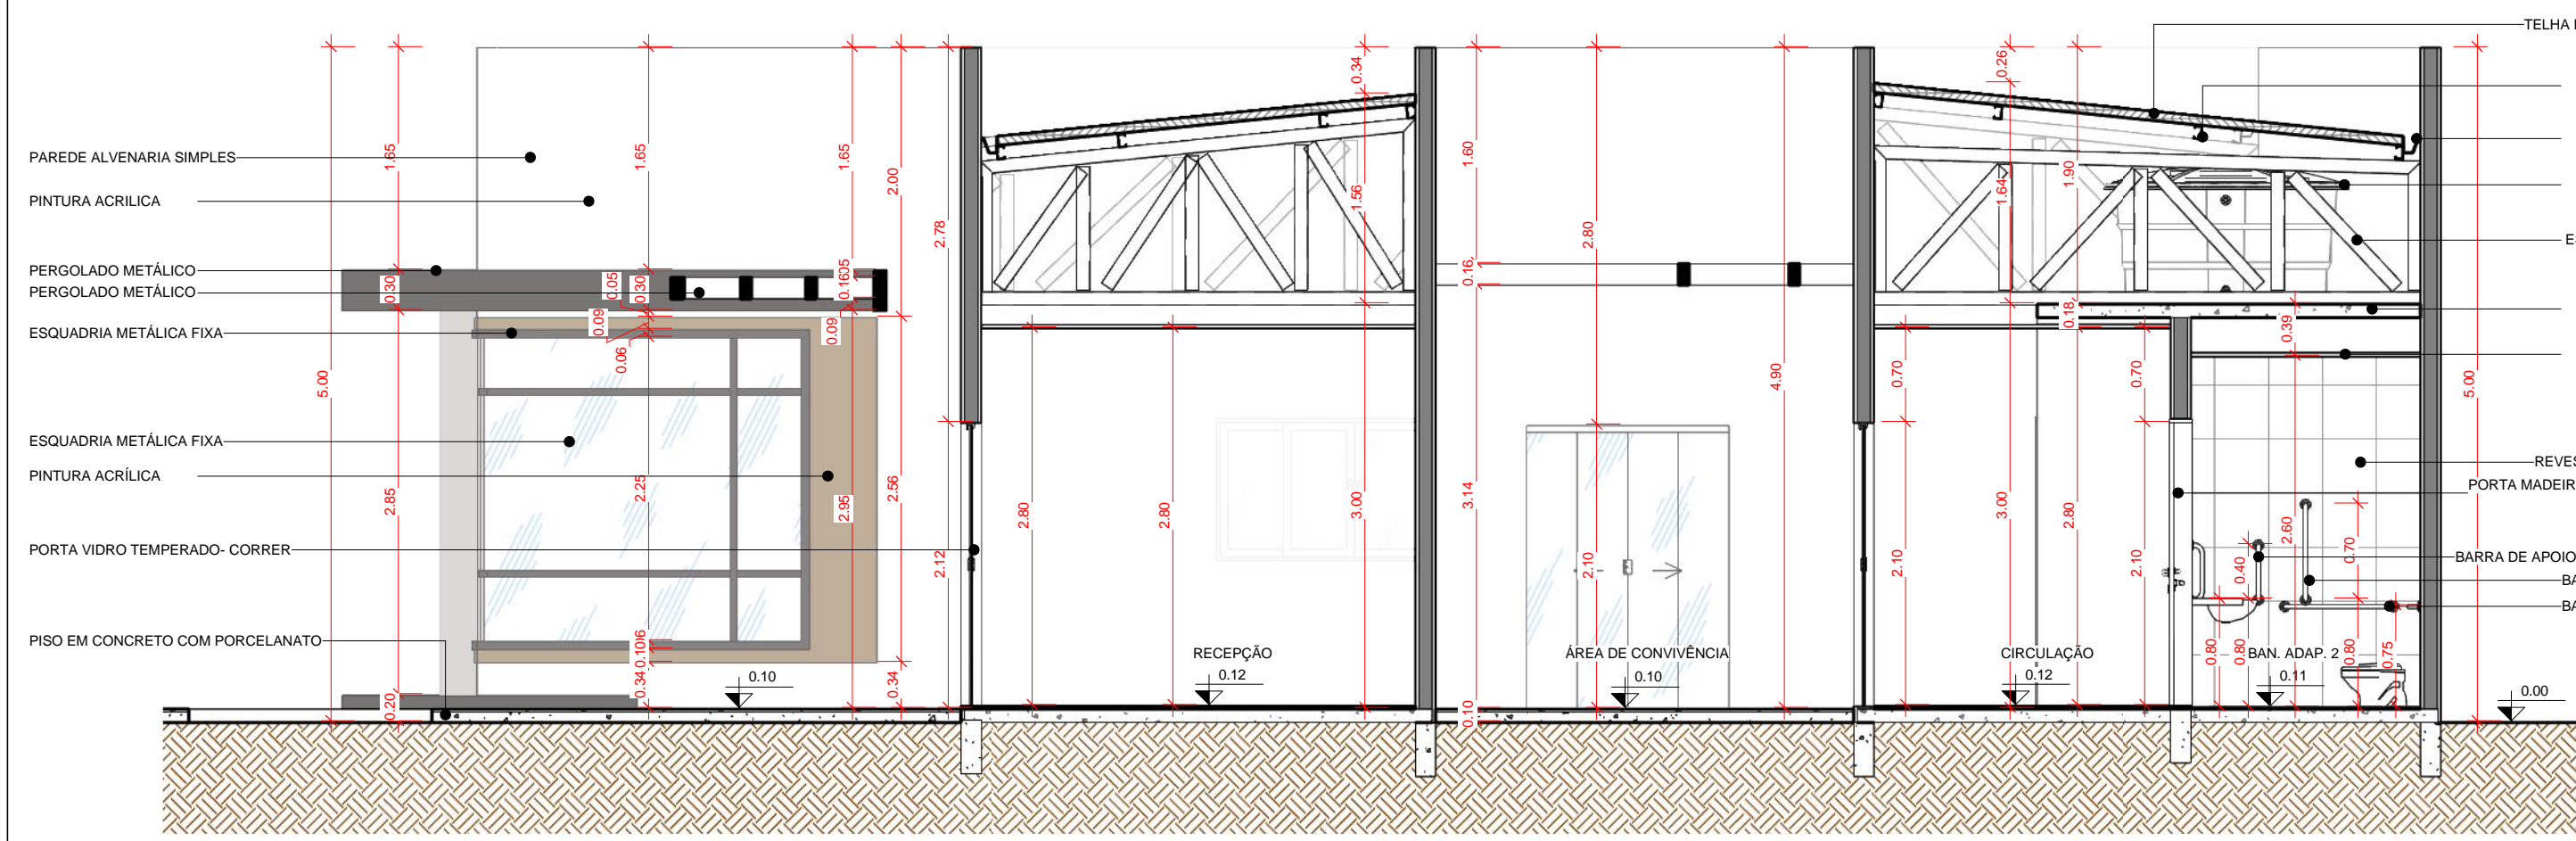 TELHA
PAREDE ALVENARIA SIMPLES
PINTURA ACRILICA
PERGOLADO METÁLICO
PERGOLADO METÁLICO
ESQUADRIA METÁLICA FIXA
ESQUADRIA METÁLICA FIXA
PINTURA ACRÍLICA
PORTA VIDRO TEMPERADO- CORRER
PISO EM CONCRETO COM PORCELANATO
5.00
1.65
0.30
2.85
0.20
1.65
0.05
0.30
0.09
0.06
2.25
0.106
0.34
1.65
0.1605
0.09
2.95
2.00
2.56
0.34
2.78
2.12
0.10
2.80
2.80
0.34
1.56
3.00
RECEPÇÃO
0.12
1.60
0.16
3.14
0.10
2.80
2.10
4.90
ÁREA DE CONVIVÊNCIA
0.10
0.70
2.10
0.26
1.64
3.00
1.90
0.18
2.80
0.70
2.10
CIRCULAÇÃO
0.12
0.39
2.60
0.40
0.80
0.80
0.70
0.80
0.75
BAN. ADAP. 2
0.11
5.00
0.00
E
REVES
PORTA MADEIR
BARRA DE APOIO
BA
BA